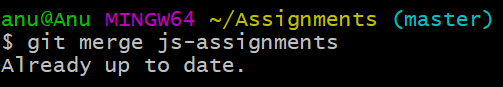 anu@Anu MINGW64 ~/Assignments (master)
$ git merge js-assignments
Already up to date.